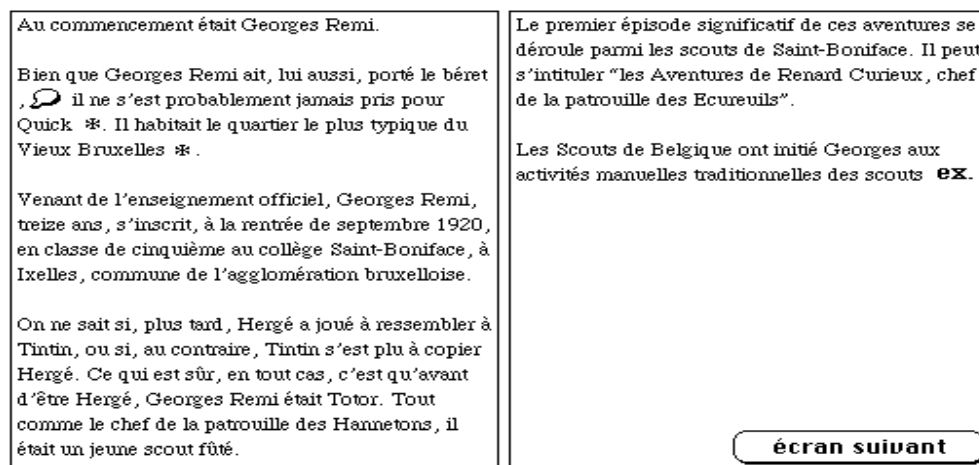 Au commencement était Georges Remi.
Bien que Georges Remi ait, lui aussi, porté le béret
, il ne s'est probablement jamais pris pour
Quick ✻. Il habitait le quartier le plus typique du
Vieux Bruxelles ✻.
Venant de l'enseignement officiel, Georges Remi,
treize ans, s'inscrit, à la rentrée de septembre 1920,
en classe de cinquième au collège Saint-Boniface, à
Ixelles, commune de l'agglomération bruxelloise.
On ne sait si, plus tard, Hergé a joué à ressembler à
Tintin, ou si, au contraire, Tintin s'est plu à copier
Hergé. Ce qui est sûr, en tout cas, c'est qu'avant
d'être Hergé, Georges Remi était Totor. Tout
comme le chef de la patrouille des Hannetons, il
était un jeune scout fûté.
Le premier épisode significatif de ces aventures se
déroule parmi les scouts de Saint-Boniface. Il peut
s'intituler "les Aventures de Renard Curieux, chef
de la patrouille des Ecureuils".
Les Scouts de Belgique ont initié Georges aux
activités manuelles traditionnelles des scouts ex.
écran suivant